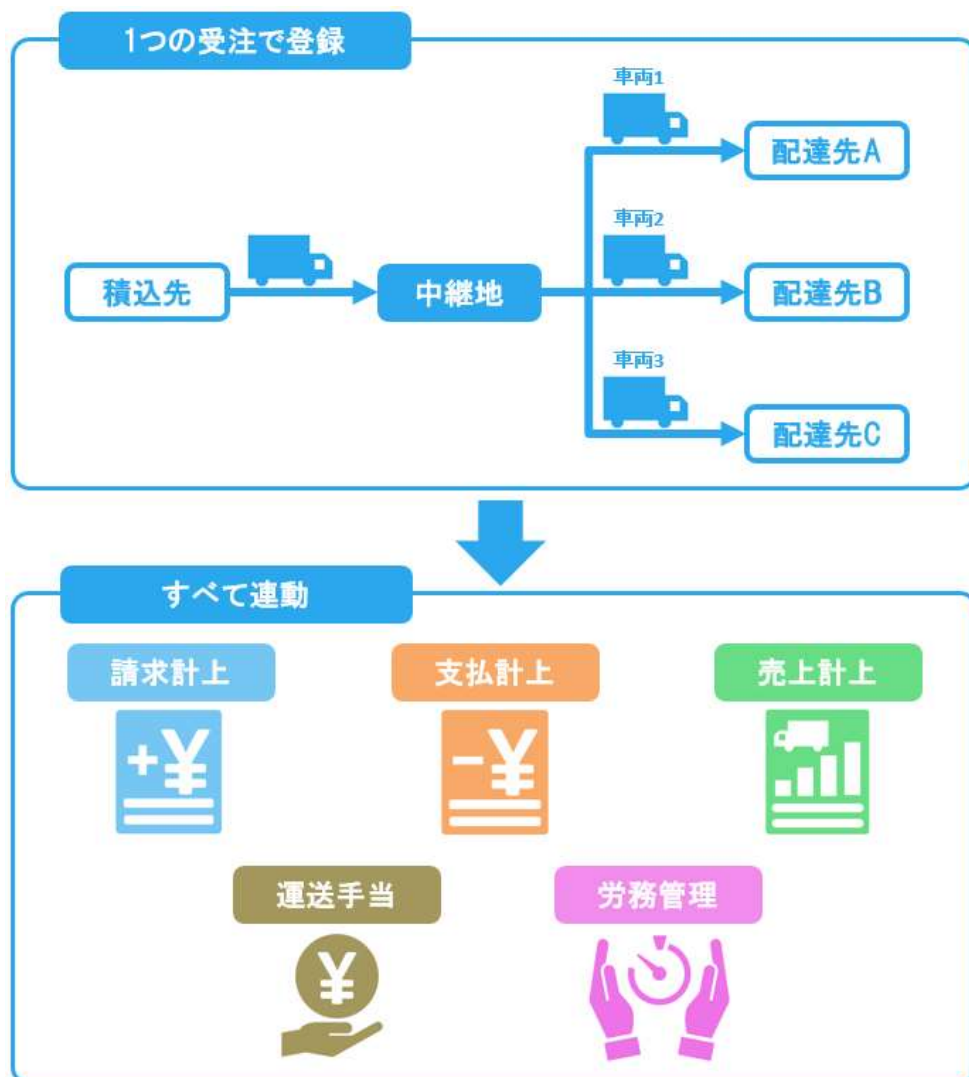 1つの受注で登録
車両1
配達先A
車両2
積込先
中継地
配達先B
車両3
配達先C
すべて連動
請求計上
支払計上
売上計上
+¥
-¥
運送手当
労務管理
¥